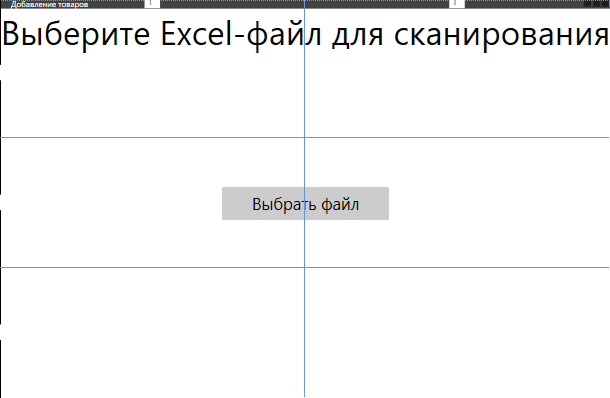 Добавление товаров
Выберите Excel-файл для сканирования
Выбрать файл